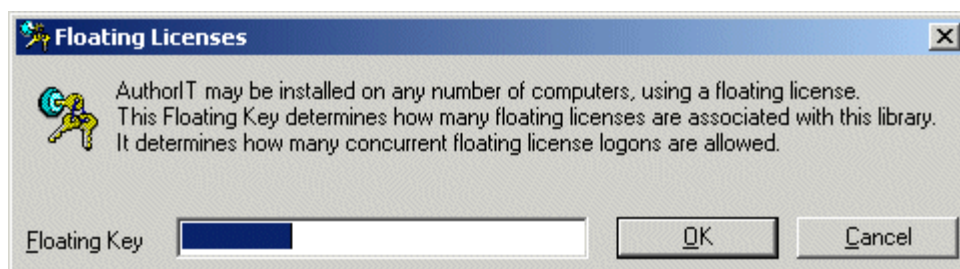 Floating Licenses
AuthorIT may be installed on any number of computers, using a floating license.
This Floating Key determines how many floating licenses are associated with this library.
It determines how many concurrent floating license logons are allowed.
Floating Key OK Cancel